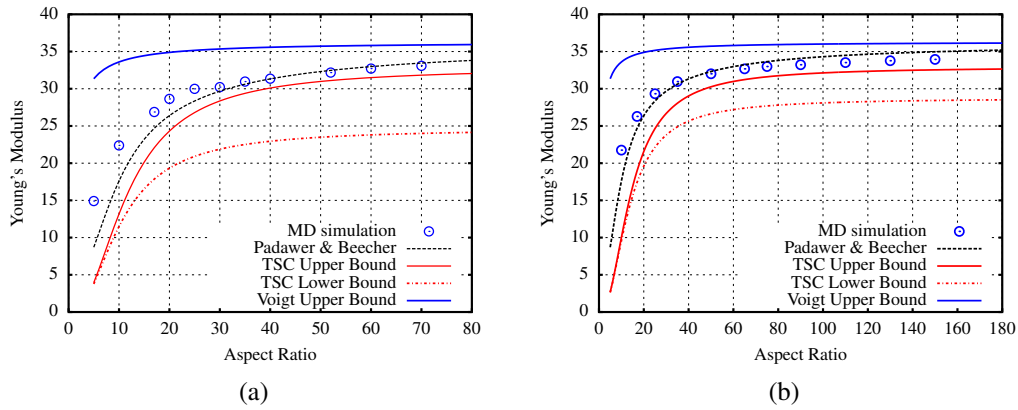 40
35
30
25
20
15
10
5
0
Young's Modulus
MD simulation
Padawer & Beecher
TSC Upper Bound
TSC Lower Bound
Voigt Upper Bound
0 10 20 30 40 50 60 70 80
Aspect Ratio
(a)
40
35
30
25
20
15
10
5
0
Young's Modulus
MD simulation
Padawer & Beecher
TSC Upper Bound
TSC Lower Bound
Voigt Upper Bound
0 20 40 60 80 100 120 140 160 180
Aspect Ratio
(b)